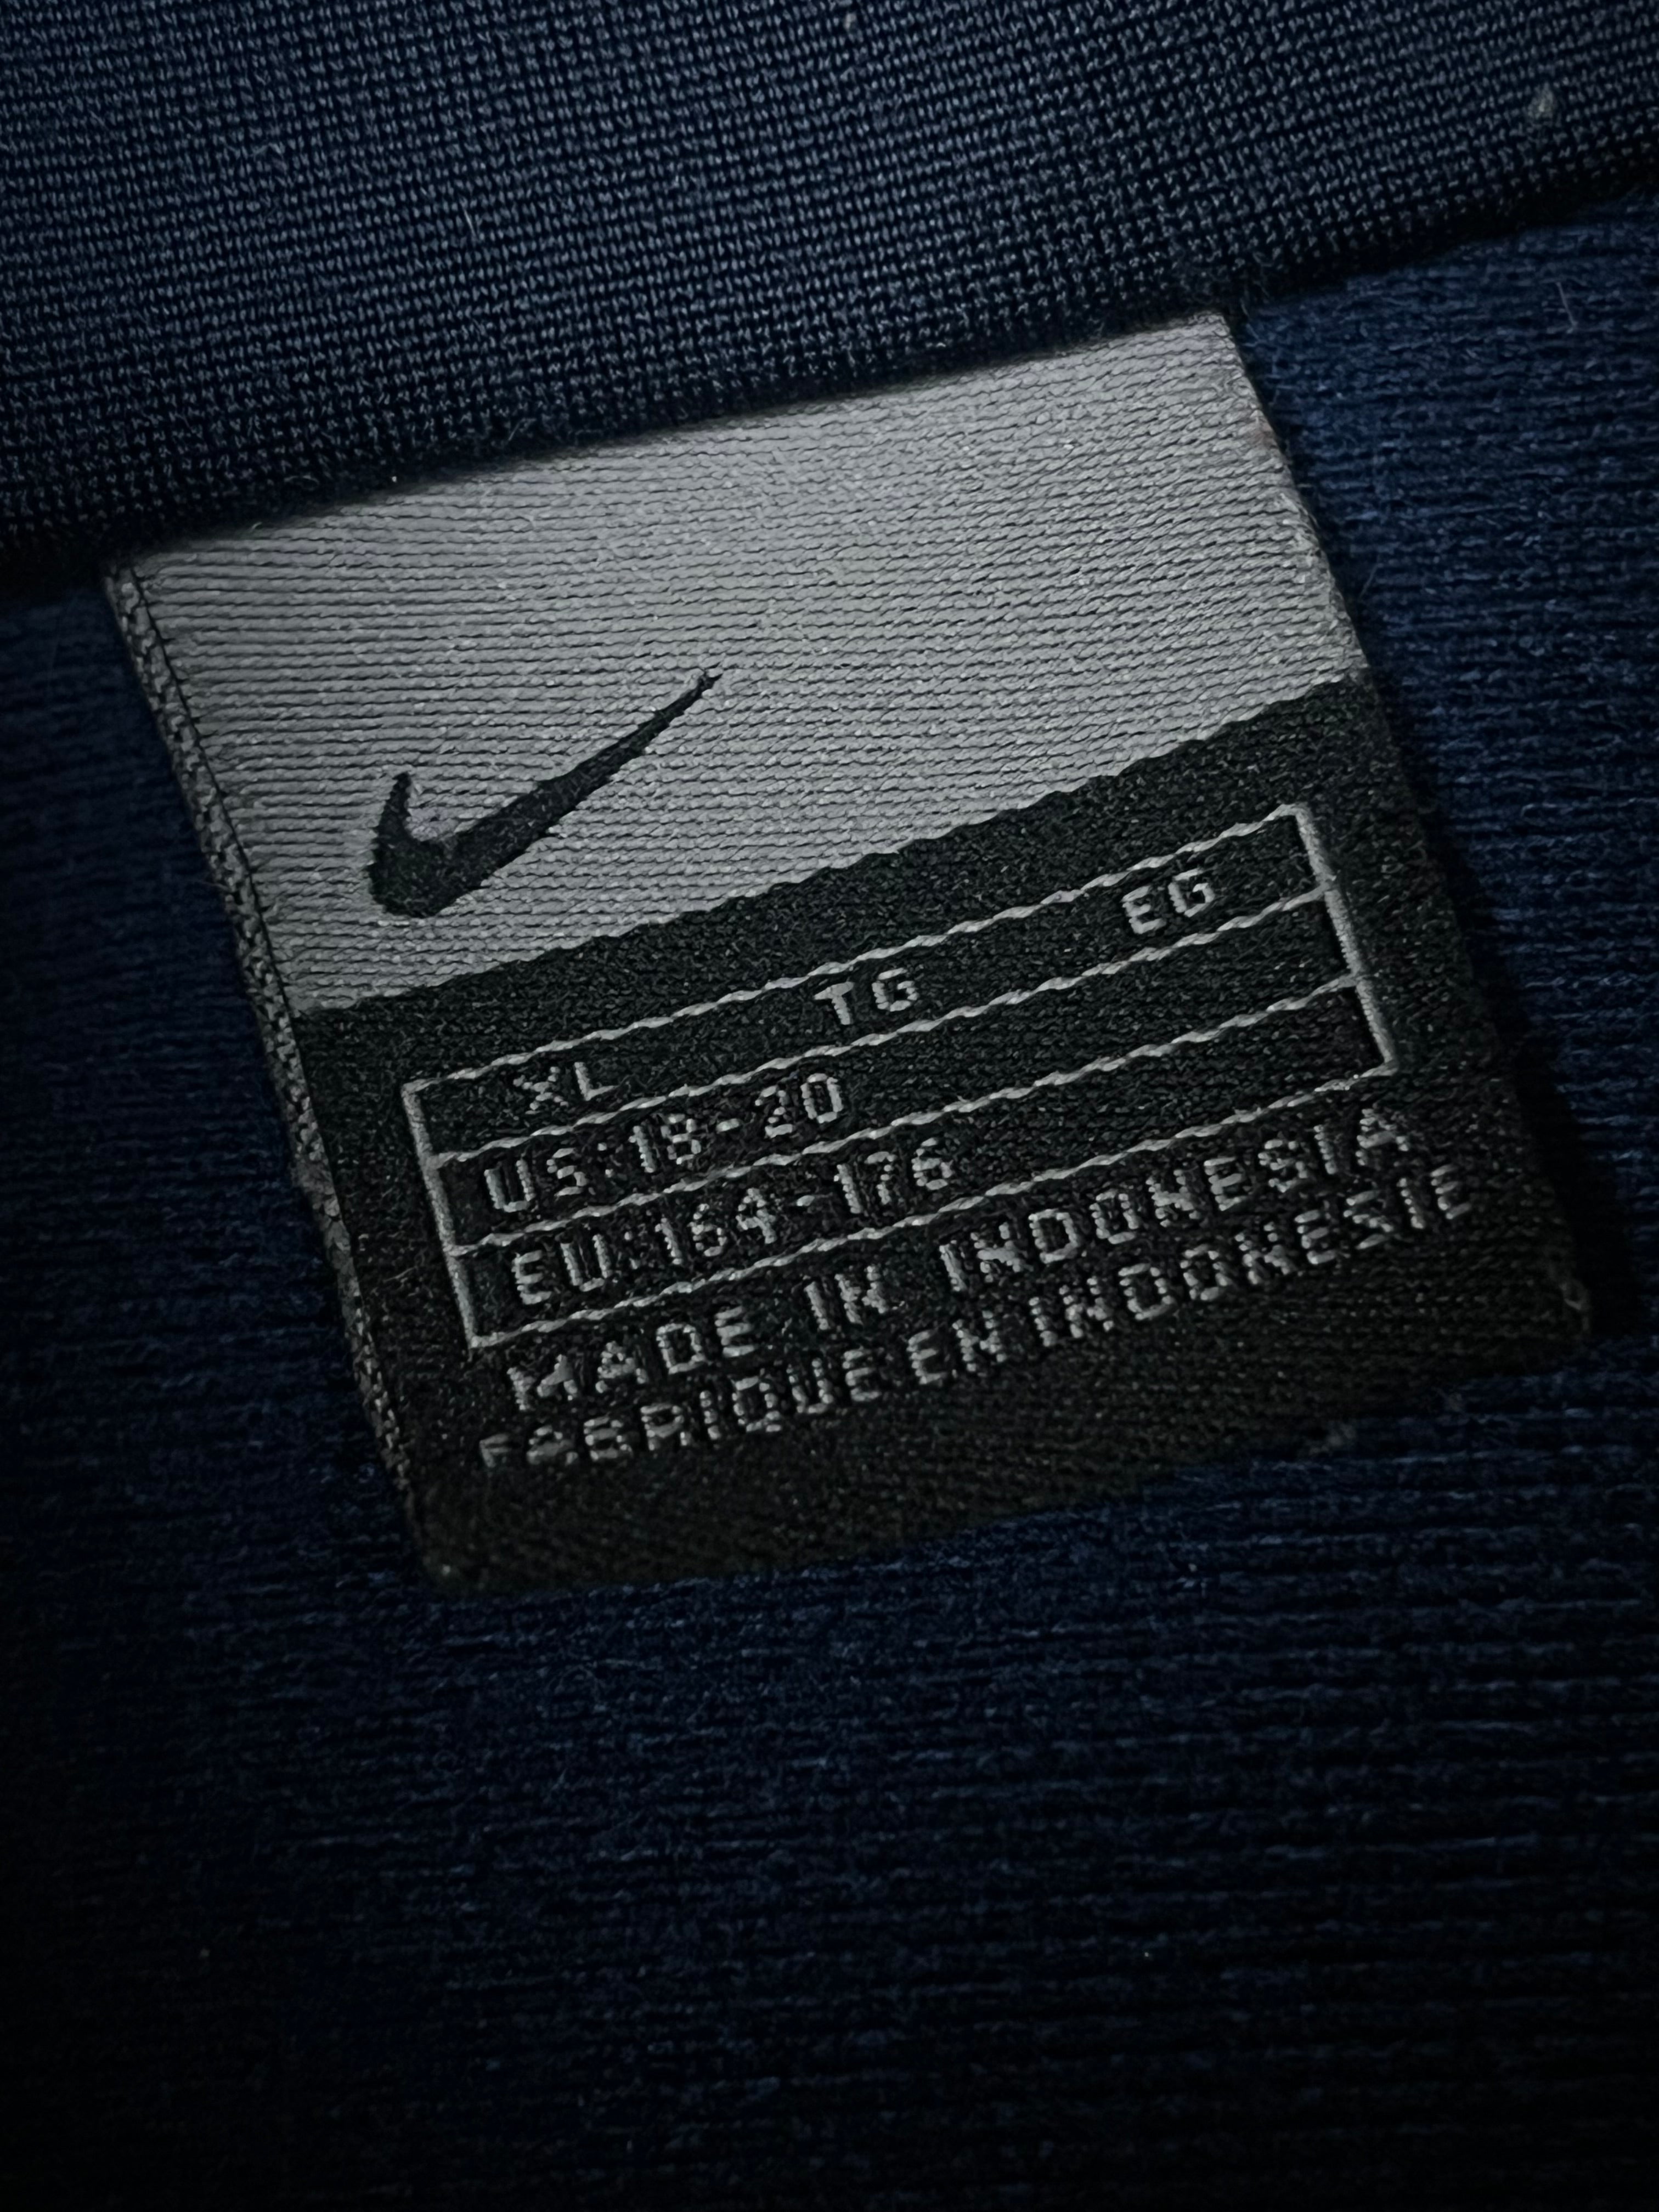 XL TG EG
US:18-20
EU:164-176
MADE IN INDONESIA
FABRIQUE EN INDONESIE